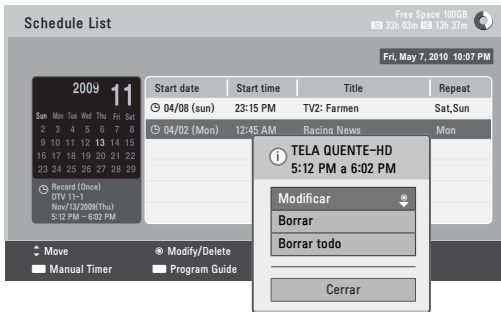 Schedule List
Free Space 100GB
SD 33h 03m HD 13h 37m
Fri, May 7, 2010 10:07 PM
2009 11
Sun Mon Tue Wed Thu Fri Sat
2 3 4 5 6 7 8
9 10 11 12 13 14 15
16 17 18 19 20 21 22
23 24 25 26 27 28 29
Record (Once)
DTV 11-1
Nov/13/2009(Thu)
5:12 PM ~ 6:02 PM
Start date Start time Title Repeat
04/08 (sun) 23:15 PM TV2: Farmen Sat,Sun
04/02 (Mon) 12:45 AM Racing News Mon
TELA QUENTE-HD
5:12 PM a 6:02 PM
Modificar
Borrar
Borrar todo
Cerrar
Move
Modify/Delete
Manual Timer
Program Guide